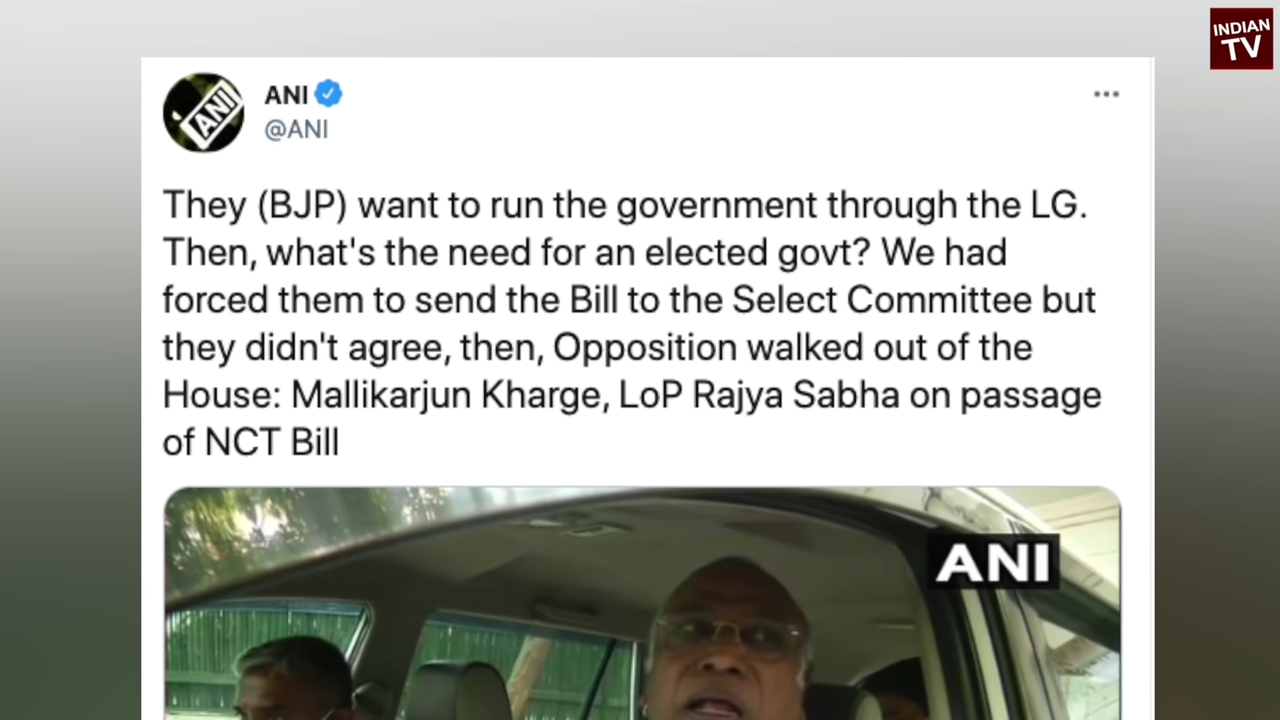 INDIAN
TV
ANI
ANI
@ANI
They (BJP) want to run the government through the LG.
Then, what's the need for an elected govt? We had
forced them to send the Bill to the Select Committee but
they didn't agree, then, Opposition walked out of the
House: Mallikarjun Kharge, LoP Rajya Sabha on passage
of NCT Bill
ANI